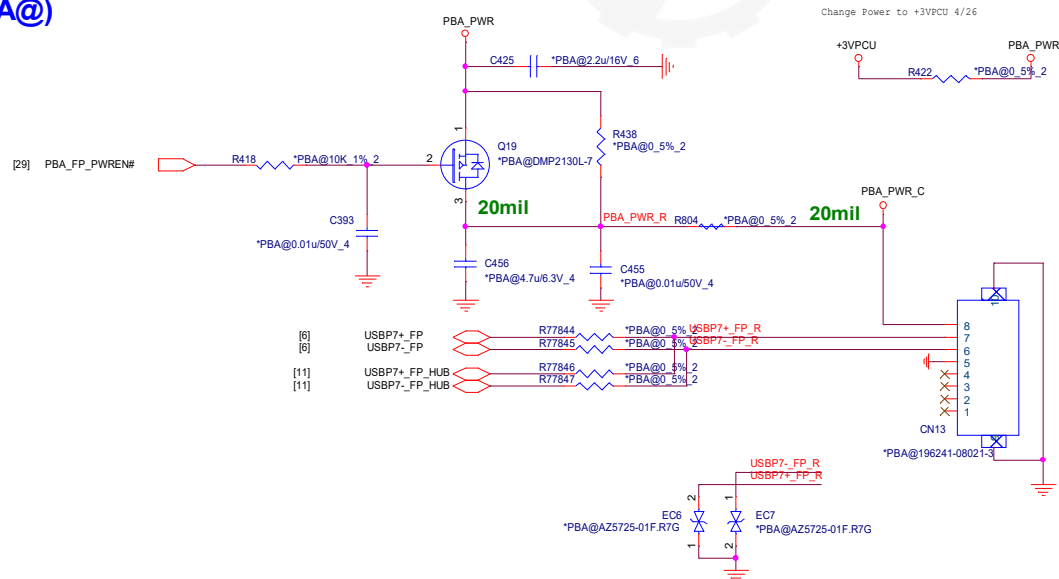 A@)
Change Power to +3VPCU 4/26
PBA_PWR
+3VPCU
PBA_PWR
C425
*PBA@2.2u/16V_6
R422
*PBA@0_5%_2
1
R438
*PBA@0_5%_2
Q19
*PBA@DMP2130L-7
[29] PBA_FP_PWREN#
R418
*PBA@10K_1%_2
2
3
20mil
PBA_PWR_C
20mil
PBA_PWR_R
R804
*PBA@0_5%_2
C393
*PBA@0.01u/50V_4
C456
*PBA@4.7u/6.3V_4
C455
*PBA@0.01u/50V_4
[6] USBP7+_FP
R77844
*PBA@0_5%_2
USBP7+_FP_R
[6] USBP7-_FP
R77845
*PBA@0_5%_2
USBP7-_FP_R
[11] USBP7+_FP_HUB
R77846
*PBA@0_5%_2
[11] USBP7-_FP_HUB
R77847
*PBA@0_5%_2
8
7
6
5
4
3
2
1
CN13
*PBA@196241-08021-3
USBP7-_FP_R
USBP7+_FP_R
2
1
EC6
*PBA@AZ5725-01F.R7G
EC7
*PBA@AZ5725-01F.R7G
1
2